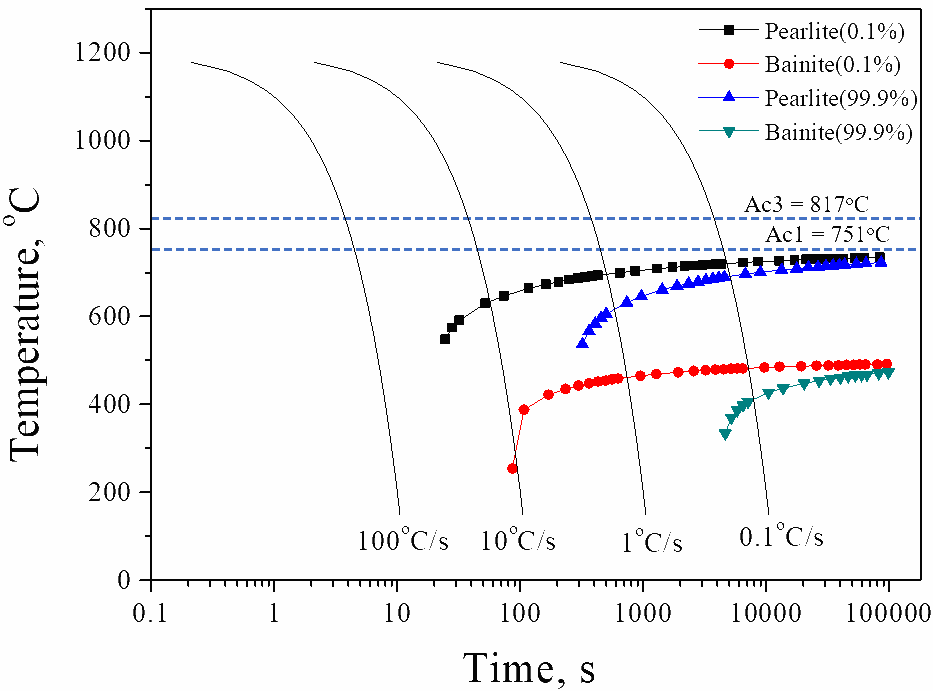 1200
1000
800
600
400
200
0
Temperature, °C
Pearlite(0.1%)
Bainite(0.1%)
Pearlite(99.9%)
Bainite(99.9%)
Ac3 = 817°C
Ac1 = 751°C
100°C/s
10°C/s
1°C/s
0.1°C/s
0.1
1
10
100
1000
10000
100000
Time, s